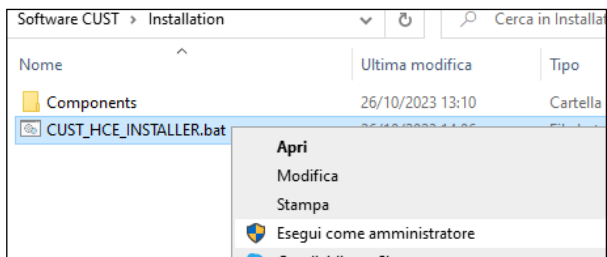 Software CUST > Installation
Cerca in Installat
Nome
Ultima modifica
Tipo
Components
26/10/2023 13:10
Cartella
CUST_HCE_INSTALLER.bat
Apri
Modifica
Stampa
Esegui come amministratore